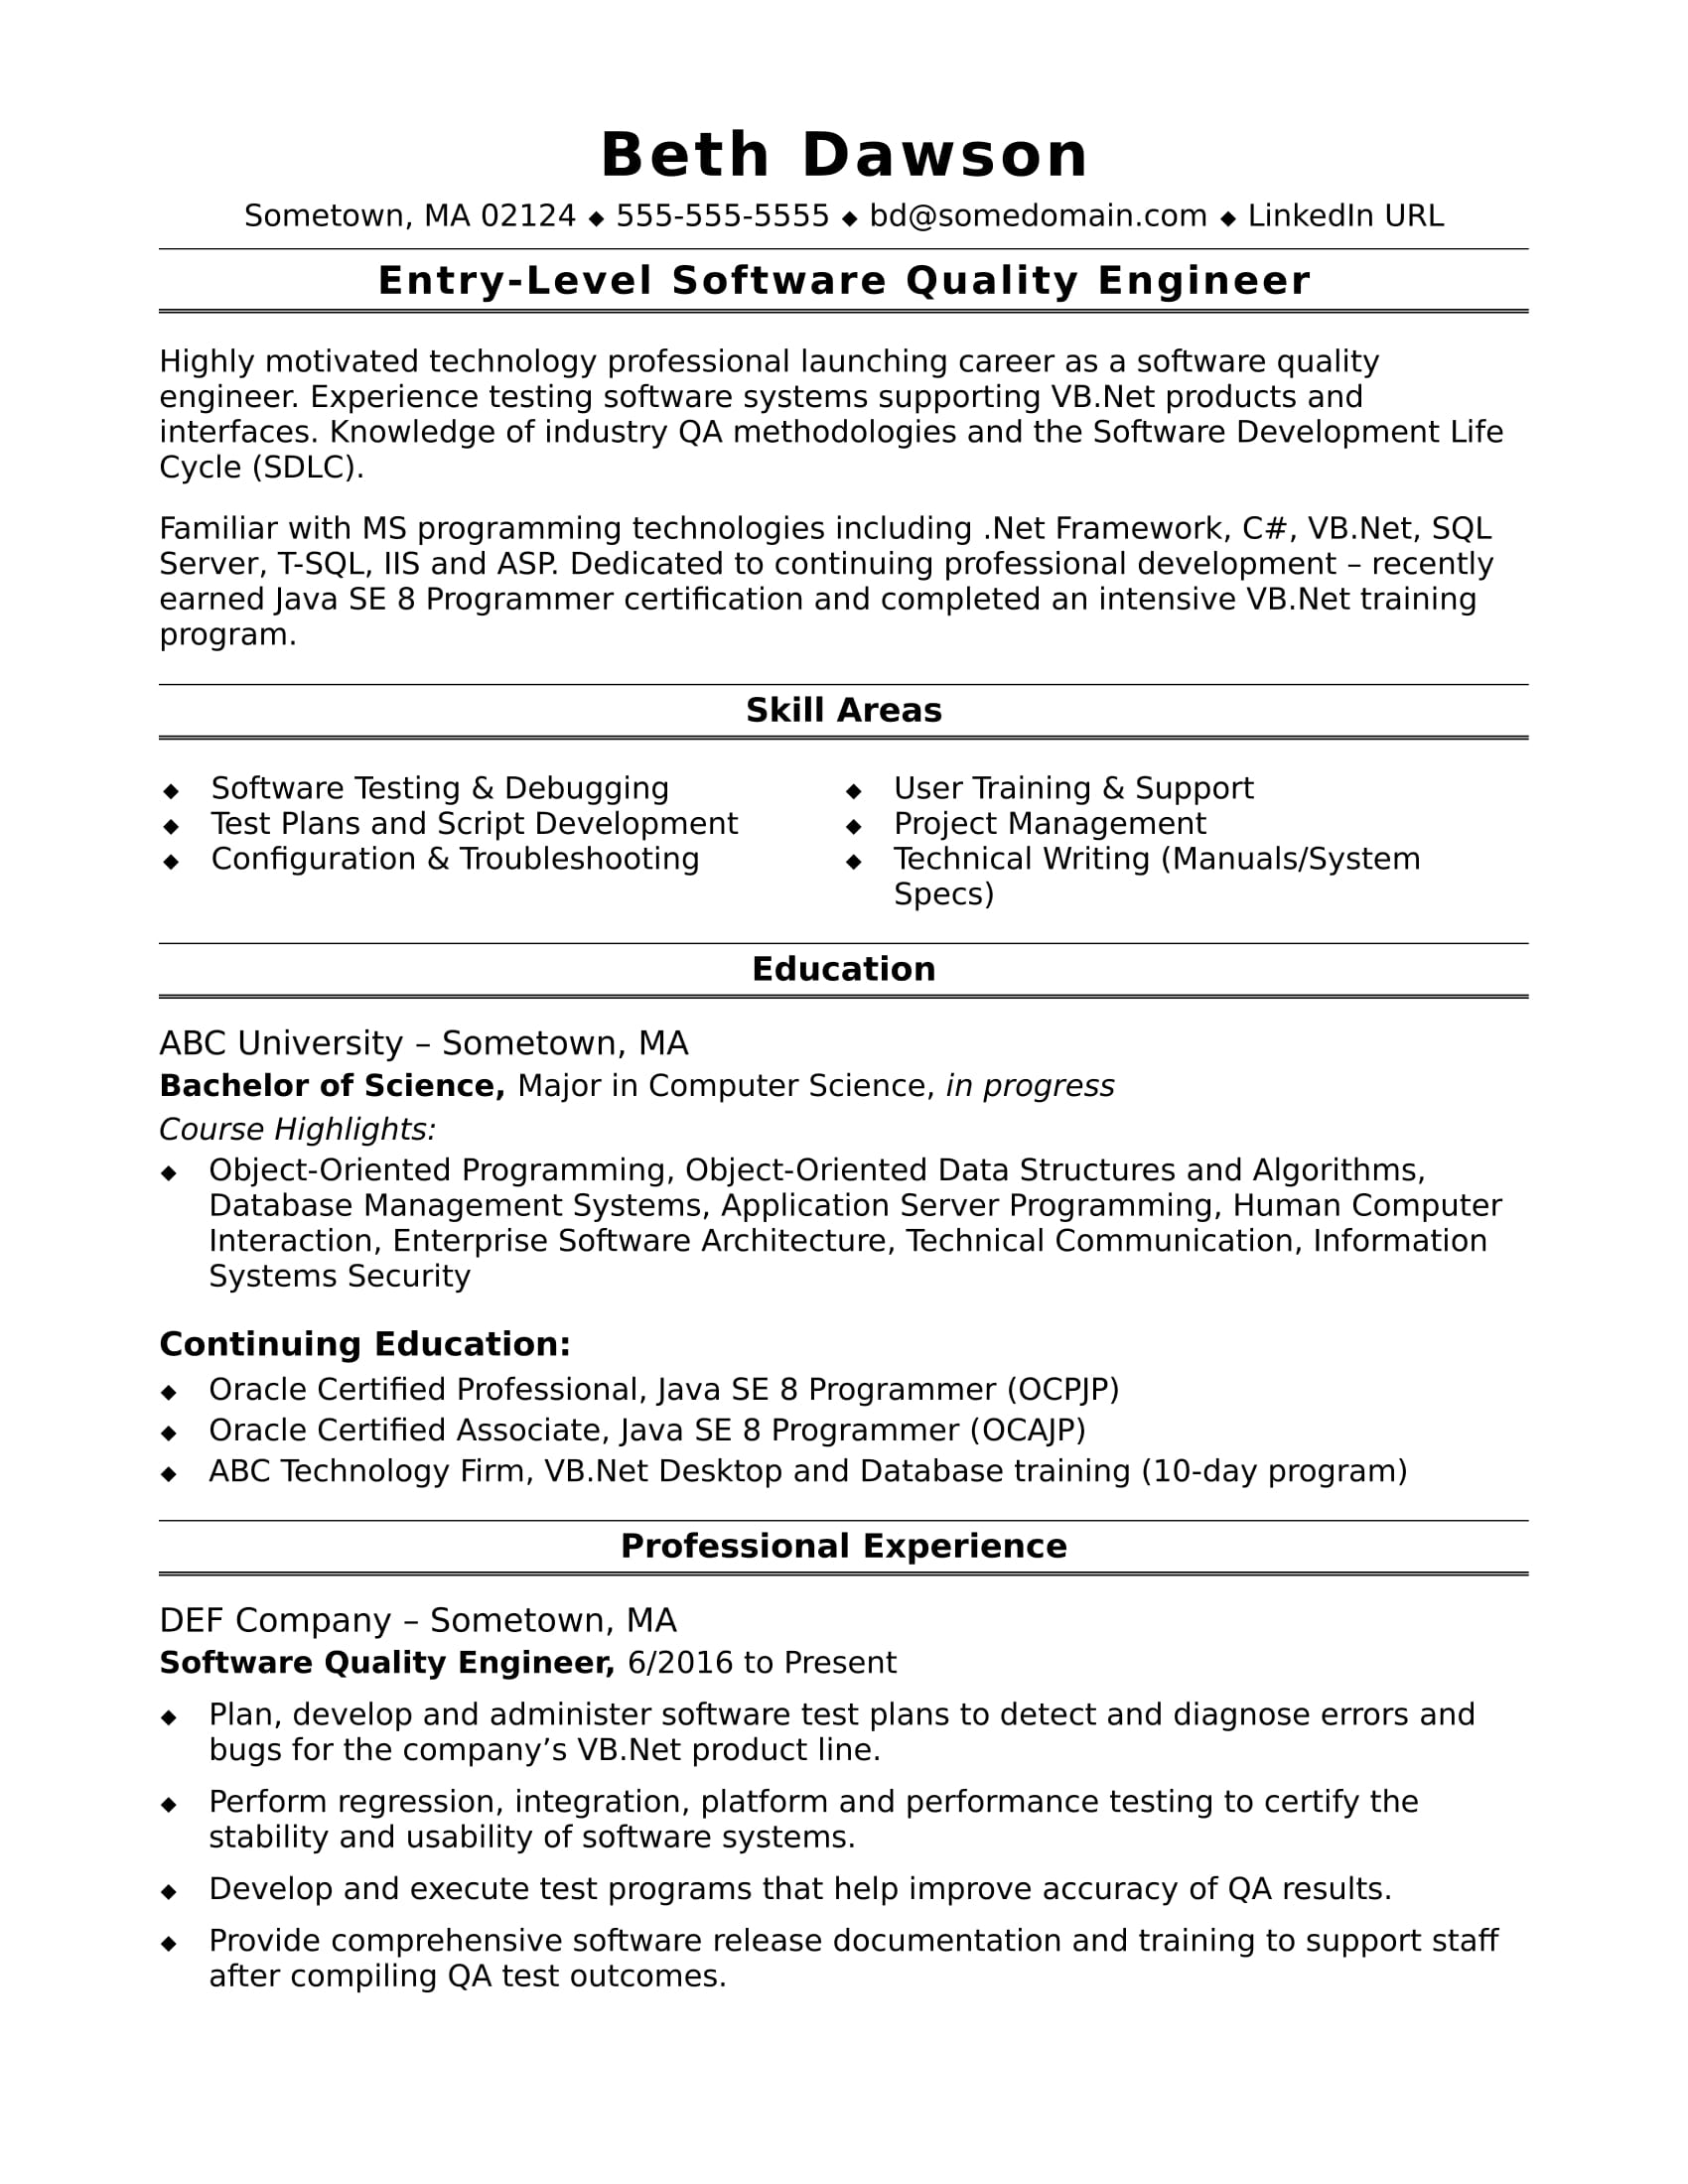 Beth Dawson
Sometown, MA 02124 ◆ 555-555-5555 ◆ bd@somedomain.com ◆ LinkedIn URL
Entry-Level Software Quality Engineer
Highly motivated technology professional launching career as a software quality
engineer. Experience testing software systems supporting VB.Net products and
interfaces. Knowledge of industry QA methodologies and the Software Development Life
Cycle (SDLC).
Familiar with MS programming technologies including .Net Framework, C#, VB.Net, SQL
Server, T-SQL, IIS and ASP. Dedicated to continuing professional development – recently
earned Java SE 8 Programmer certification and completed an intensive VB.Net training
program.
Skill Areas
◆ Software Testing & Debugging
◆ Test Plans and Script Development
◆ Configuration & Troubleshooting
◆ User Training & Support
◆ Project Management
◆ Technical Writing (Manuals/System
Specs)
Education
ABC University – Sometown, MA
Bachelor of Science, Major in Computer Science, in progress
Course Highlights:
◆ Object-Oriented Programming, Object-Oriented Data Structures and Algorithms,
Database Management Systems, Application Server Programming, Human Computer
Interaction, Enterprise Software Architecture, Technical Communication, Information
Systems Security
Continuing Education:
◆ Oracle Certified Professional, Java SE 8 Programmer (OCPJP)
◆ Oracle Certified Associate, Java SE 8 Programmer (OCAJP)
◆ ABC Technology Firm, VB.Net Desktop and Database training (10-day program)
Professional Experience
DEF Company – Sometown, MA
Software Quality Engineer, 6/2016 to Present
◆ Plan, develop and administer software test plans to detect and diagnose errors and
bugs for the company’s VB.Net product line.
◆ Perform regression, integration, platform and performance testing to certify the
stability and usability of software systems.
◆ Develop and execute test programs that help improve accuracy of QA results.
◆ Provide comprehensive software release documentation and training to support staff
after compiling QA test outcomes.